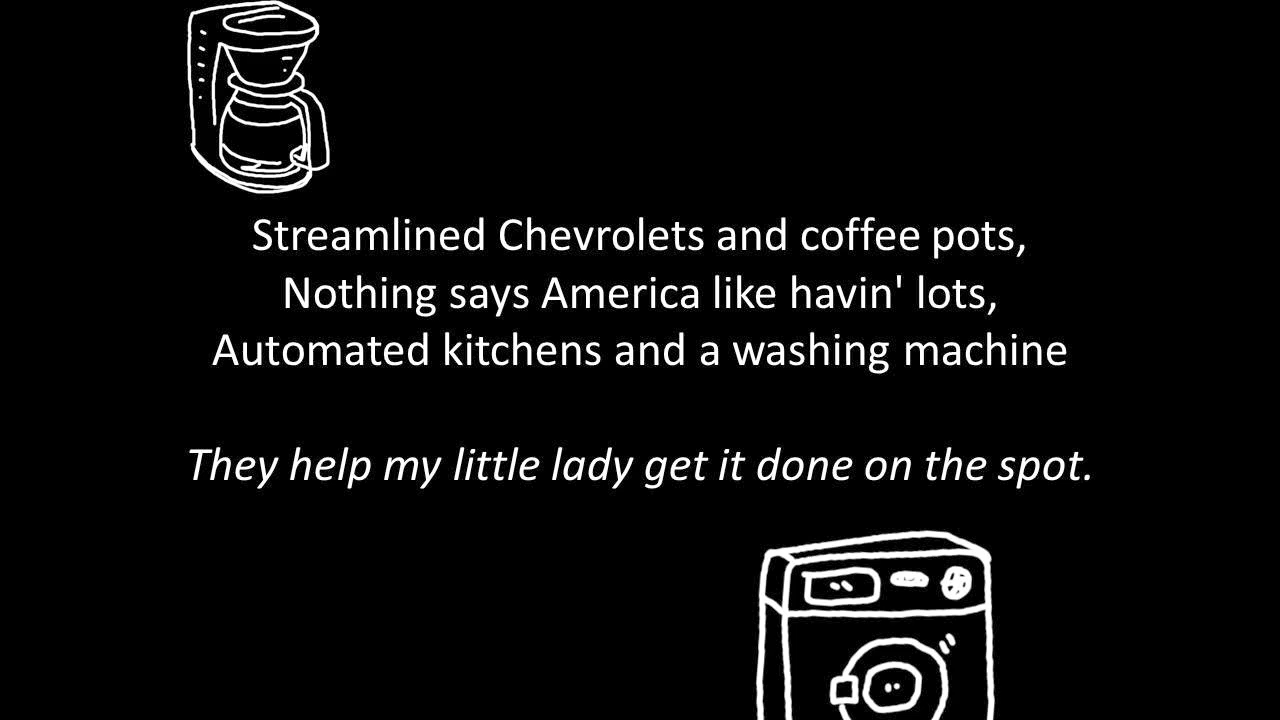 Streamlined Chevrolets and coffee pots,
Nothing says America like havin' lots,
Automated kitchens and a washing machine
They help my little lady get it done on the spot.